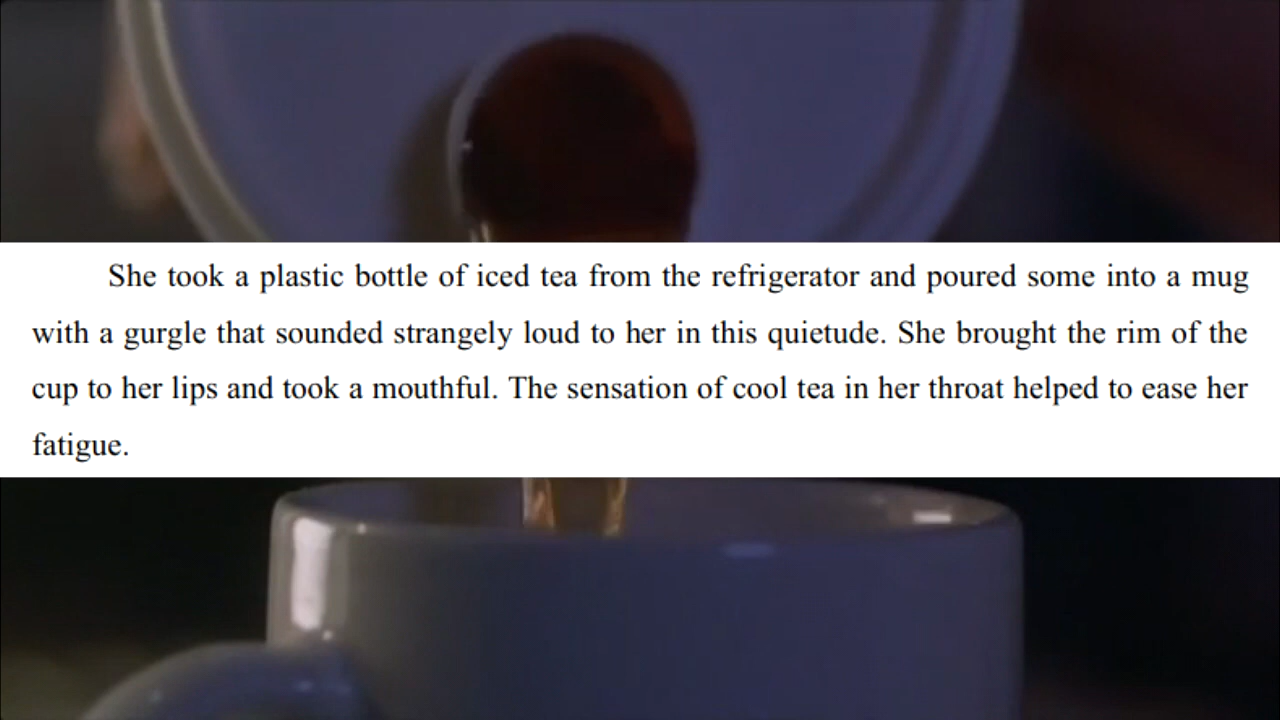 She took a plastic bottle of iced tea from the refrigerator and poured some into a mug
with a gurgle that sounded strangely loud to her in this quietude. She brought the rim of the
cup to her lips and took a mouthful. The sensation of cool tea in her throat helped to ease her
fatigue.